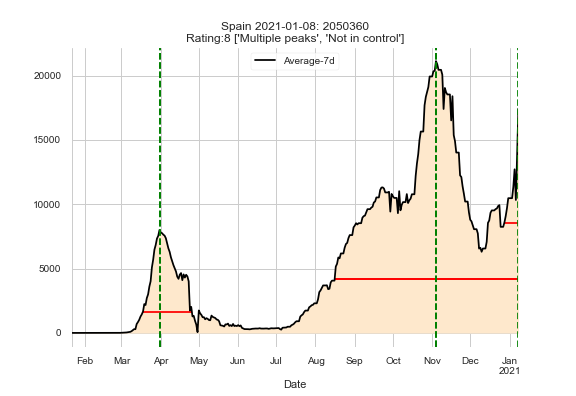 Spain 2021-01-08: 2050360
Rating:8 ['Multiple peaks', 'Not in control']
Average-7d
20000
15000
10000
5000
0
Feb Mar Apr May Jun Jul Aug Sep Oct Nov Dec Jan
2021
Date